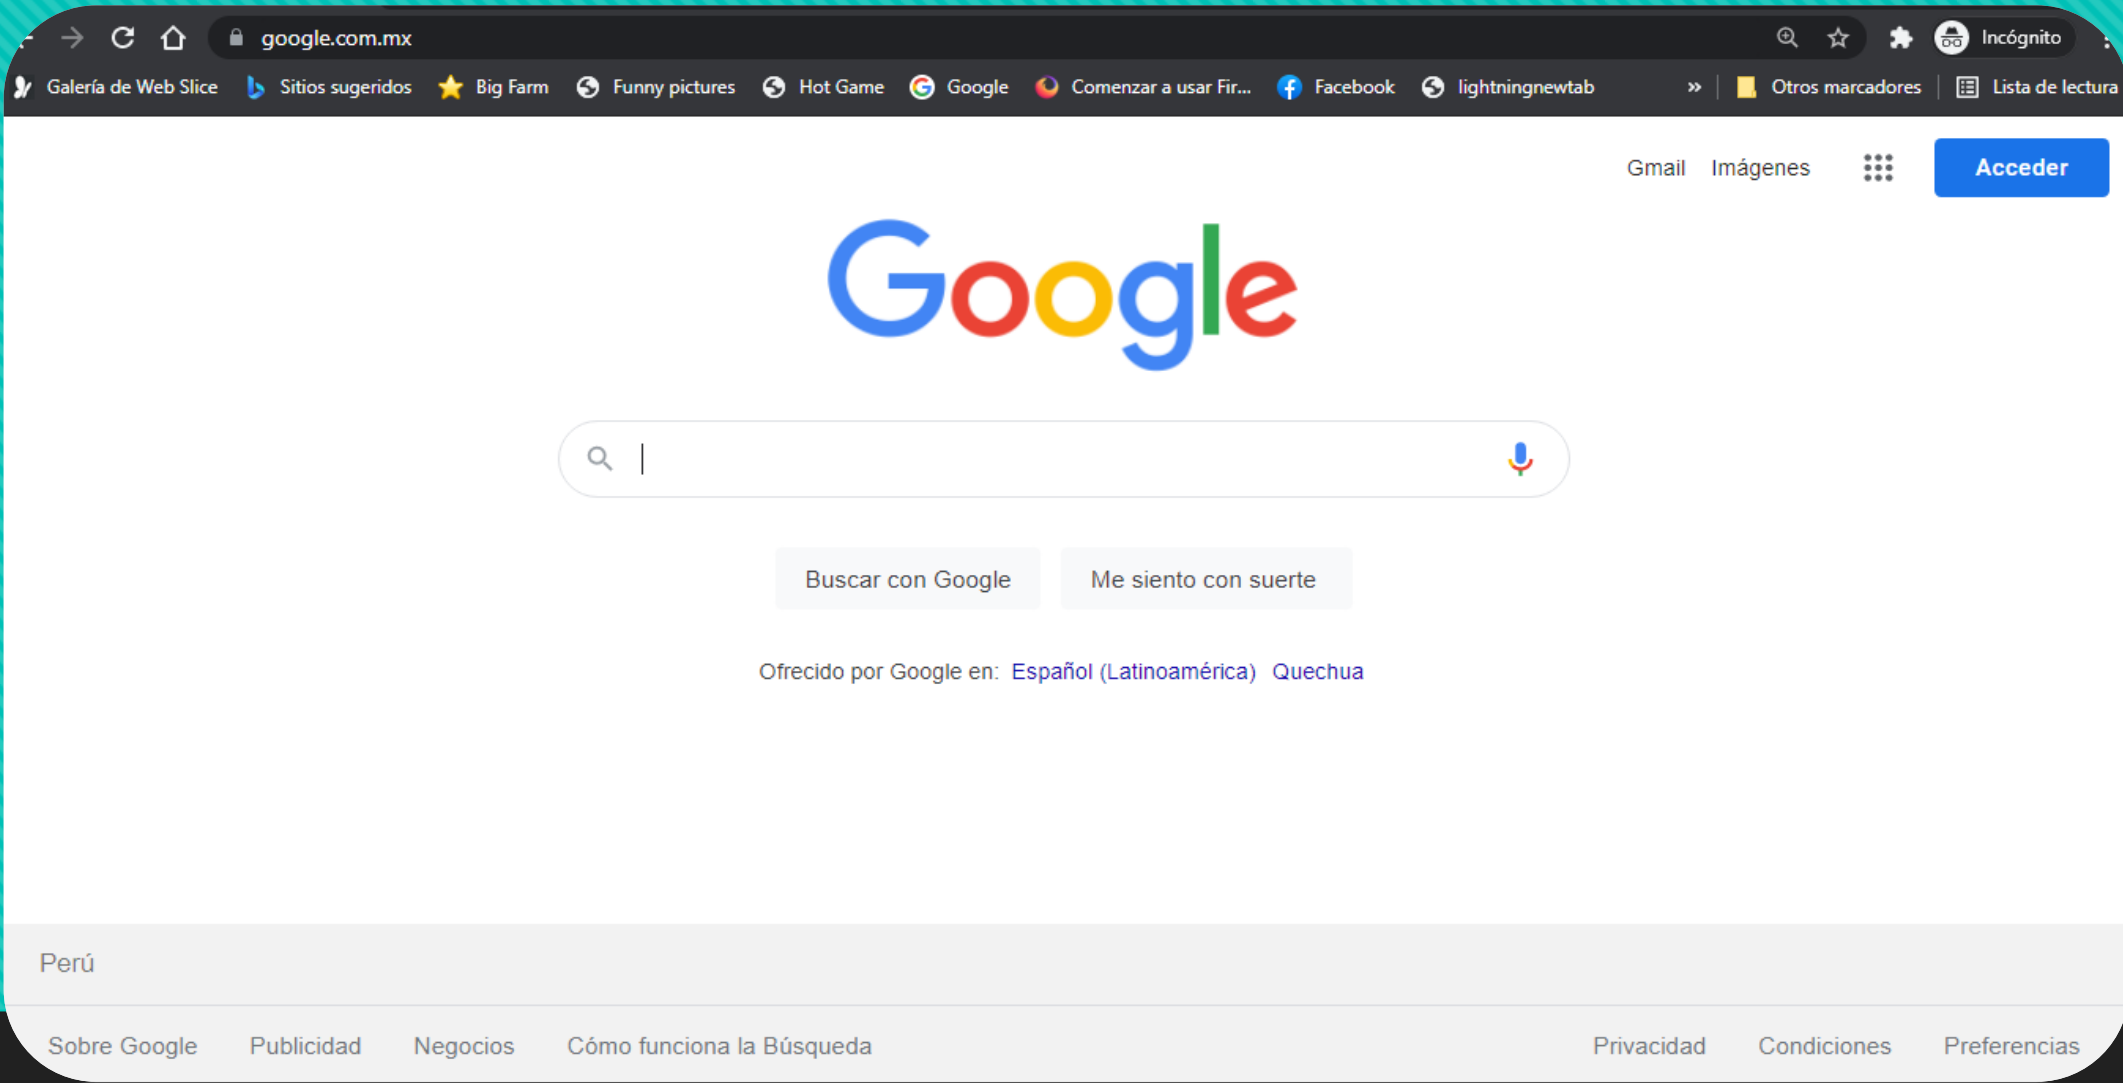 google.com.mx Incógnito
Galería de Web Slice Sitios sugeridos Big Farm Funny pictures Hot Game Google Comenzar a usar Fir... Facebook lightningnewtab » Otros marcadores Lista de lectura
Gmail Imágenes Acceder
Google
Buscar con Google Me siento con suerte
Ofrecido por Google en: Español (Latinoamérica) Quechua
Perú
Sobre Google Publicidad Negocios Cómo funciona la Búsqueda Privacidad Condiciones Preferencias